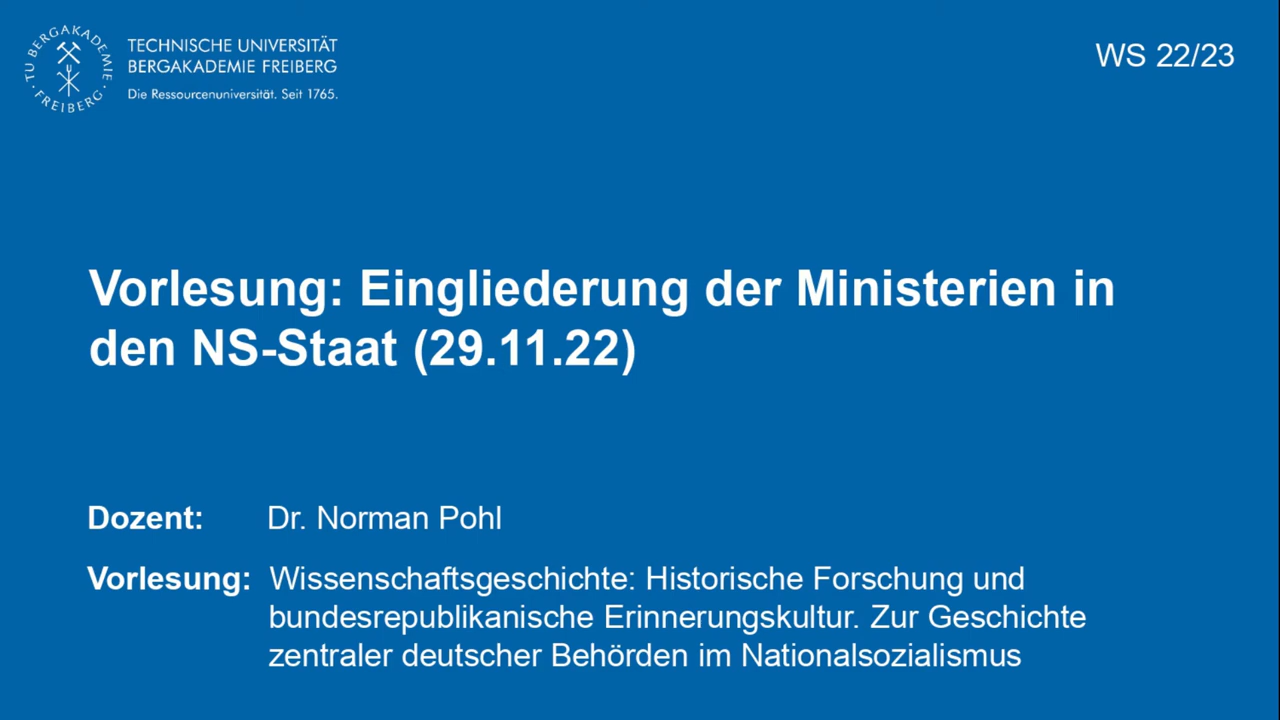 TU BERGAKADEMIE
· FREIBERG ·
TECHNISCHE UNIVERSITÄT
BERGAKADEMIE FREIBERG
Die Ressourcenuniversität. Seit 1765.
WS 22/23
Vorlesung: Eingliederung der Ministerien in
den NS-Staat (29.11.22)
Dozent: Dr. Norman Pohl
Vorlesung: Wissenschaftsgeschichte: Historische Forschung und
bundesrepublikanische Erinnerungskultur. Zur Geschichte
zentraler deutscher Behörden im Nationalsozialismus